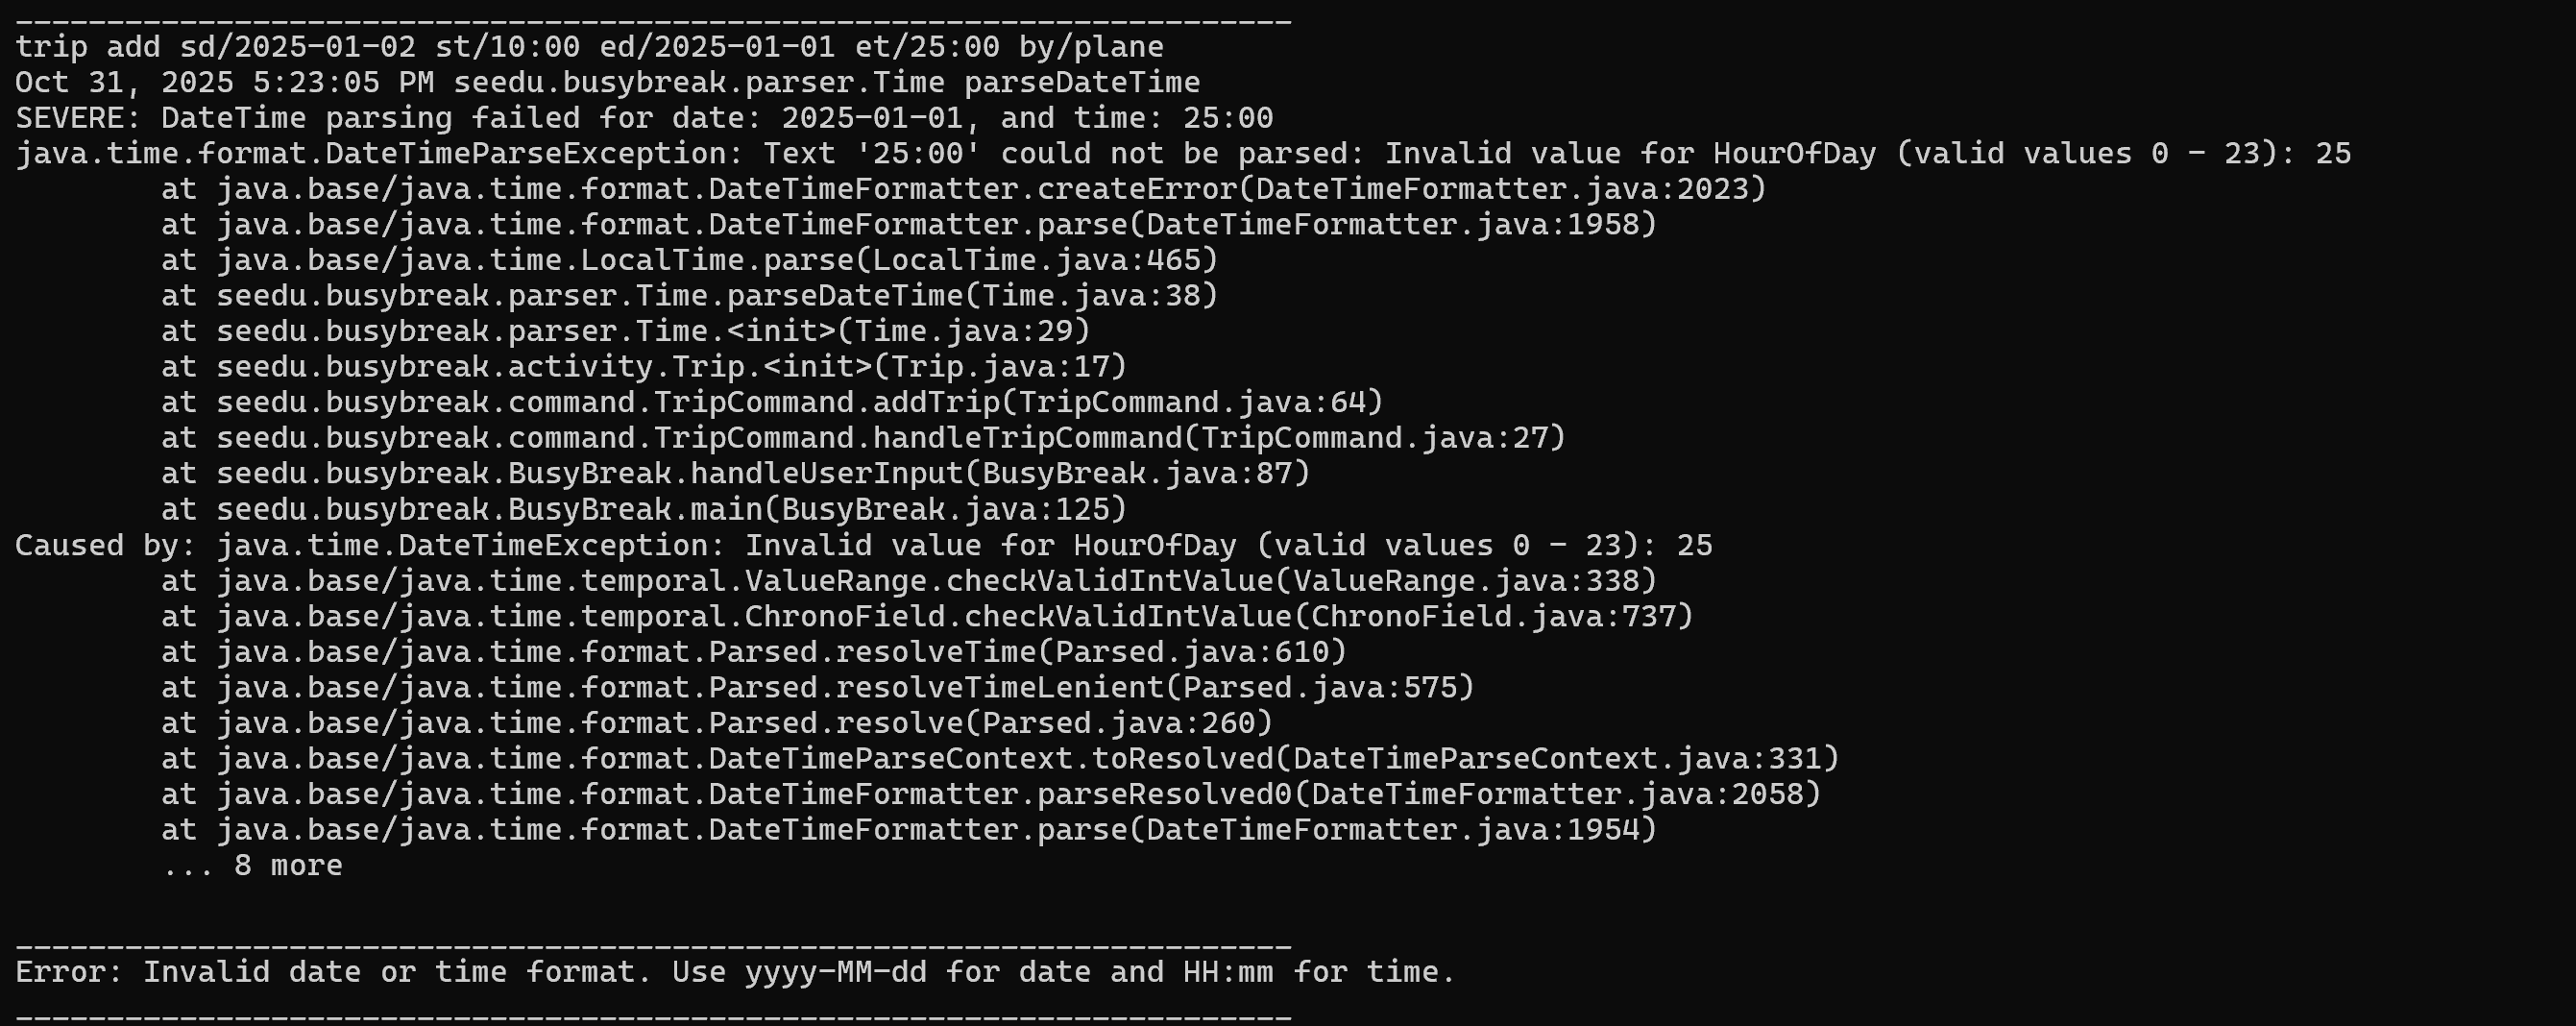 ______________________________________________________________________
trip add sd/2025-01-02 st/10:00 ed/2025-01-01 et/25:00 by/plane
Oct 31, 2025 5:23:05 PM seedu.busybreak.parser.Time parseDateTime
SEVERE: DateTime parsing failed for date: 2025-01-01, and time: 25:00
java.time.format.DateTimeParseException: Text '25:00' could not be parsed: Invalid value for HourOfDay (valid values 0 - 23): 25
        at java.base/java.time.format.DateTimeFormatter.createError(DateTimeFormatter.java:2023)
        at java.base/java.time.format.DateTimeFormatter.parse(DateTimeFormatter.java:1958)
        at java.base/java.time.LocalTime.parse(LocalTime.java:465)
        at seedu.busybreak.parser.Time.parseDateTime(Time.java:38)
        at seedu.busybreak.parser.Time.<init>(Time.java:29)
        at seedu.busybreak.activity.Trip.<init>(Trip.java:17)
        at seedu.busybreak.command.TripCommand.addTrip(TripCommand.java:64)
        at seedu.busybreak.command.TripCommand.handleTripCommand(TripCommand.java:27)
        at seedu.busybreak.BusyBreak.handleUserInput(BusyBreak.java:87)
        at seedu.busybreak.BusyBreak.main(BusyBreak.java:125)
Caused by: java.time.DateTimeException: Invalid value for HourOfDay (valid values 0 - 23): 25
        at java.base/java.time.temporal.ValueRange.checkValidIntValue(ValueRange.java:338)
        at java.base/java.time.temporal.ChronoField.checkValidIntValue(ChronoField.java:737)
        at java.base/java.time.format.Parsed.resolveTime(Parsed.java:610)
        at java.base/java.time.format.Parsed.resolveTimeLenient(Parsed.java:575)
        at java.base/java.time.format.Parsed.resolve(Parsed.java:260)
        at java.base/java.time.format.DateTimeParseContext.toResolved(DateTimeParseContext.java:331)
        at java.base/java.time.format.DateTimeFormatter.parseResolved0(DateTimeFormatter.java:2058)
        at java.base/java.time.format.DateTimeFormatter.parse(DateTimeFormatter.java:1954)
        ... 8 more
______________________________________________________________________
Error: Invalid date or time format. Use yyyy-MM-dd for date and HH:mm for time.
______________________________________________________________________